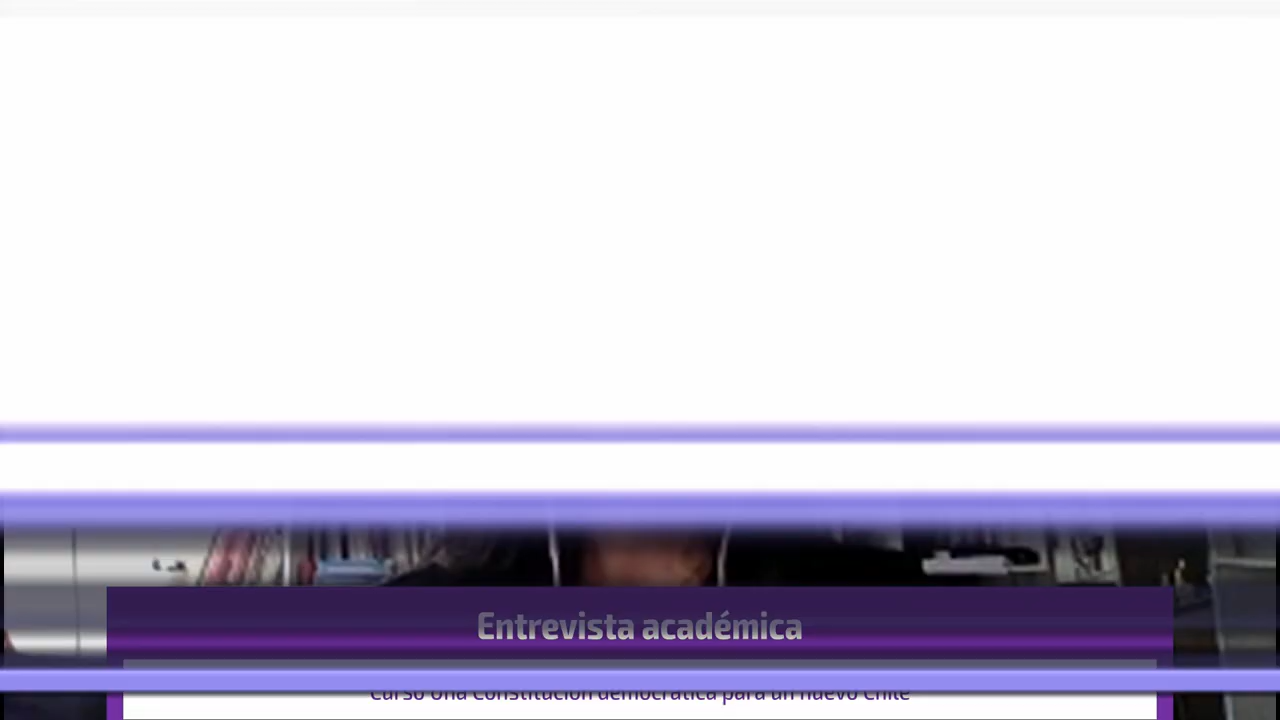 Entrevista académica
Curso Una Constitución democrática para un nuevo Chile